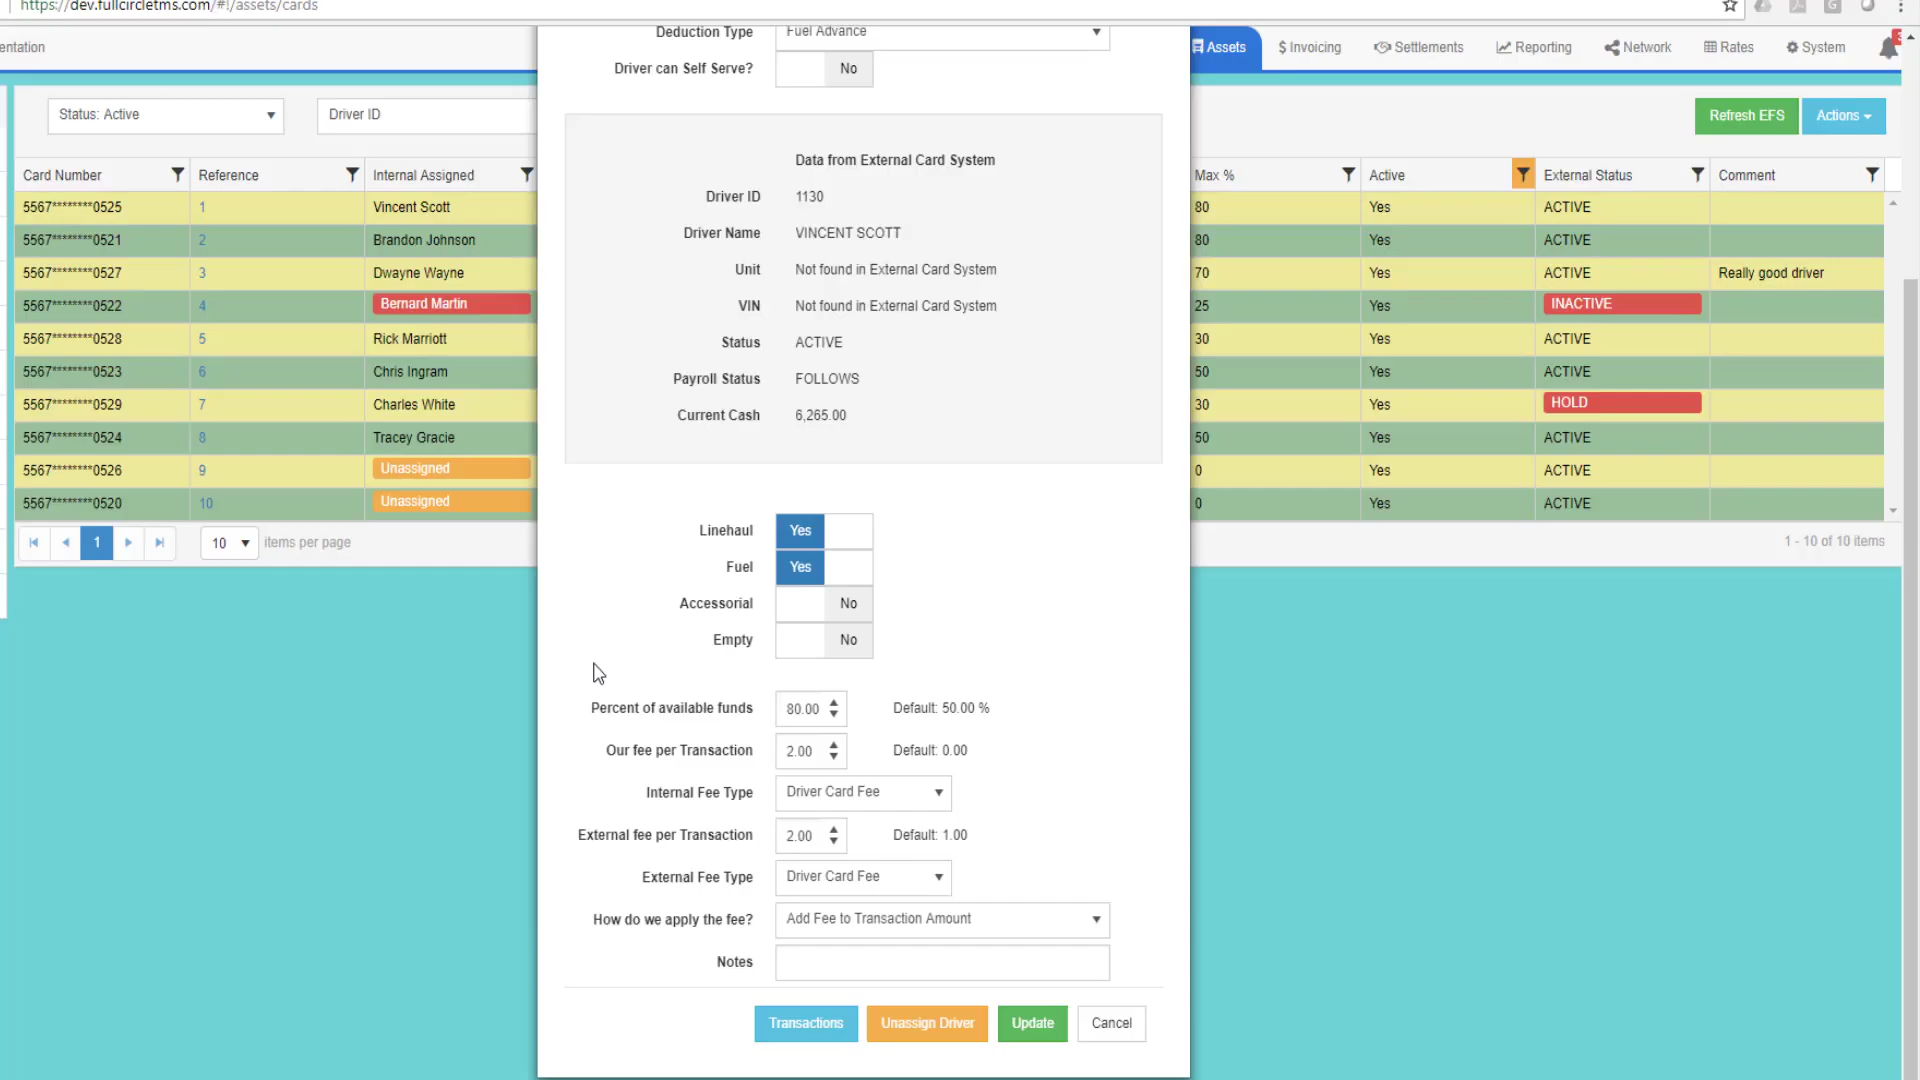 https://dev.fullcircletms.com/#!/assets/cards
entation
Assets
$ Invoicing
Settlements
Reporting
Network
Rates
System
Deduction Type
Fuel Advance
Driver can Self Serve?
No
Status: Active
Driver ID
Refresh EFS
Actions
Card Number
Reference
Internal Assigned
Max %
Active
External Status
Comment
5567********0525 1 Vincent Scott 80 Yes ACTIVE
5567********0521 2 Brandon Johnson 80 Yes ACTIVE
5567********0527 3 Dwayne Wayne 70 Yes ACTIVE Really good driver
5567********0522 4 Bernard Martin 25 Yes INACTIVE
5567********0528 5 Rick Marriott 30 Yes ACTIVE
5567********0523 6 Chris Ingram 50 Yes ACTIVE
5567********0529 7 Charles White 30 Yes HOLD
5567********0524 8 Tracey Gracie 50 Yes ACTIVE
5567********0526 9 Unassigned 0 Yes ACTIVE
5567********0520 10 Unassigned 0 Yes ACTIVE
1
10
items per page
1 - 10 of 10 items
Data from External Card System
Driver ID 1130
Driver Name VINCENT SCOTT
Unit Not found in External Card System
VIN Not found in External Card System
Status ACTIVE
Payroll Status FOLLOWS
Current Cash 6,265.00
Linehaul Yes
Fuel Yes
Accessorial No
Empty No
Percent of available funds 80.00 Default: 50.00 %
Our fee per Transaction 2.00 Default: 0.00
Internal Fee Type Driver Card Fee
External fee per Transaction 2.00 Default: 1.00
External Fee Type Driver Card Fee
How do we apply the fee? Add Fee to Transaction Amount
Notes
Transactions
Unassign Driver
Update
Cancel